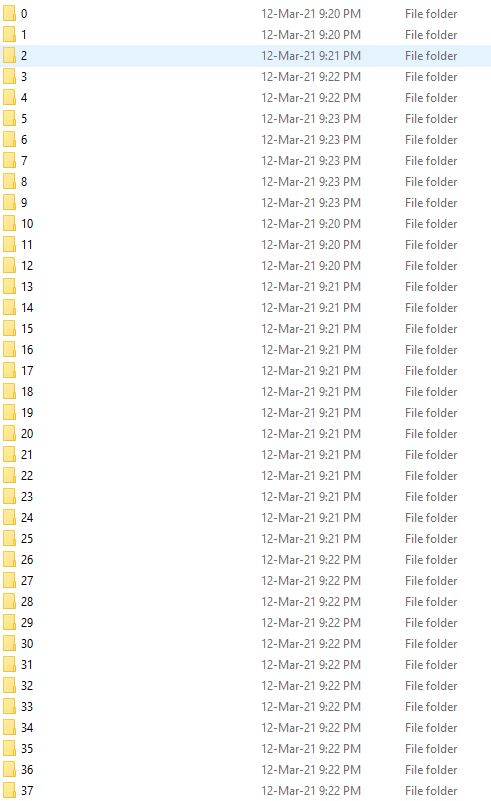 0 12-Mar-21 9:20 PM File folder
1 12-Mar-21 9:20 PM File folder
2 12-Mar-21 9:21 PM File folder
3 12-Mar-21 9:22 PM File folder
4 12-Mar-21 9:22 PM File folder
5 12-Mar-21 9:23 PM File folder
6 12-Mar-21 9:23 PM File folder
7 12-Mar-21 9:23 PM File folder
8 12-Mar-21 9:23 PM File folder
9 12-Mar-21 9:23 PM File folder
10 12-Mar-21 9:20 PM File folder
11 12-Mar-21 9:20 PM File folder
12 12-Mar-21 9:20 PM File folder
13 12-Mar-21 9:21 PM File folder
14 12-Mar-21 9:21 PM File folder
15 12-Mar-21 9:21 PM File folder
16 12-Mar-21 9:21 PM File folder
17 12-Mar-21 9:21 PM File folder
18 12-Mar-21 9:21 PM File folder
19 12-Mar-21 9:21 PM File folder
20 12-Mar-21 9:21 PM File folder
21 12-Mar-21 9:21 PM File folder
22 12-Mar-21 9:21 PM File folder
23 12-Mar-21 9:21 PM File folder
24 12-Mar-21 9:21 PM File folder
25 12-Mar-21 9:21 PM File folder
26 12-Mar-21 9:22 PM File folder
27 12-Mar-21 9:22 PM File folder
28 12-Mar-21 9:22 PM File folder
29 12-Mar-21 9:22 PM File folder
30 12-Mar-21 9:22 PM File folder
31 12-Mar-21 9:22 PM File folder
32 12-Mar-21 9:22 PM File folder
33 12-Mar-21 9:22 PM File folder
34 12-Mar-21 9:22 PM File folder
35 12-Mar-21 9:22 PM File folder
36 12-Mar-21 9:22 PM File folder
37 12-Mar-21 9:22 PM File folder